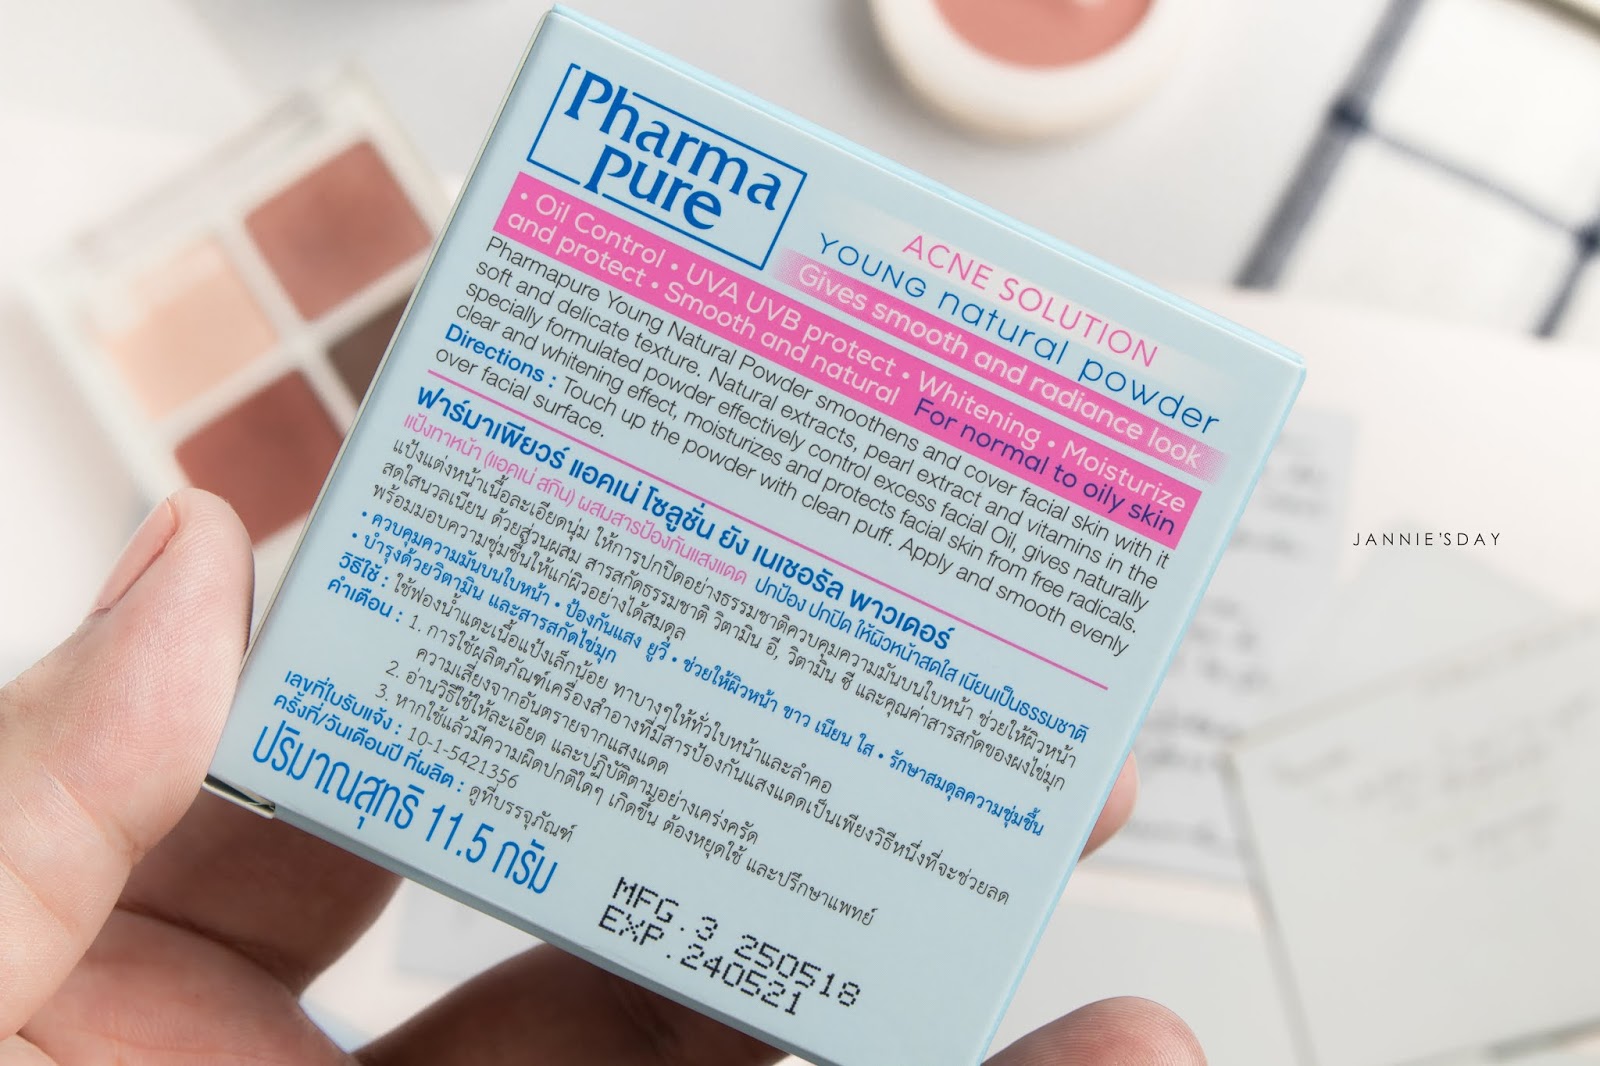 Pharma
Pure
ACNE SOLUTION
YOUNG natural powder
Gives smooth and radiance look
• Oil Control • UVA UVB protect • Whitening • Moisturize
and protect • Smooth and natural For normal to oily skin
Pharmapure Young Natural Powder smoothens and cover facial skin with it
soft and delicate texture. Natural extracts, pearl extract and vitamins in the
specially formulated powder effectively control excess facial Oil, gives naturally
clear and whitening effect, moisturizes and protects facial skin from free radicals.
Directions : Touch up the powder with clean puff. Apply and smooth evenly
over facial surface.
ฟาร์มาเพียวร์ แอคเน่ โซลูชั่น ยัง เนเชอรัล พาวเดอร์
แป้งทาหน้า (แอคเน่ สกิน) ผสมสารป้องกันแสงแดด ปกป้อง ปกปิด ให้ผิวหน้าสดใส เนียนเป็นธรรมชาติ
แป้งแต่งหน้าเนื้อละเอียดนุ่ม ให้การปกปิดอย่างธรรมชาติควบคุมความมันบนใบหน้า ช่วยให้ผิวหน้า
สดใสนวลเนียน ด้วยส่วนผสม สารสกัดธรรมชาติ วิตามิน อี, วิตามิน ซี และคุณค่าสารสกัดของผงไข่มุก
พร้อมมอบความชุ่มชื้นให้แก่ผิวอย่างได้สมดุล
• ควบคุมความมันบนใบหน้า • ป้องกันแสง ยูวี • ช่วยให้ผิวหน้า ขาว เนียน ใส • รักษาสมดุลความชุ่มชื้น
• บำรุงด้วยวิตามิน และสารสกัดไข่มุก
วิธีใช้ : ใช้ฟองน้ำแตะเนื้อแป้งเล็กน้อย ทาบางๆให้ทั่วใบหน้าและลำคอ
คำเตือน : 1. การใช้ผลิตภัณฑ์เครื่องสำอางที่มีสารป้องกันแสงแดดเป็นเพียงวิธีหนึ่งที่จะช่วยลด
ความเสี่ยงจากอันตรายจากแสงแดด
2. อ่านวิธีใช้ให้ละเอียด และปฏิบัติตามอย่างเคร่งครัด
3. หากใช้แล้วมีความผิดปกติใดๆ เกิดขึ้น ต้องหยุดใช้ และปรึกษาแพทย์
เลขที่ใบรับแจ้ง : 10-1-5421356
ครั้งที่/วันเดือนปี ที่ผลิต : ดูที่บรรจุภัณฑ์
ปริมาณสุทธิ 11.5 กรัม
MFG.3 250518
EXP.240521
JANNIE'SDAY